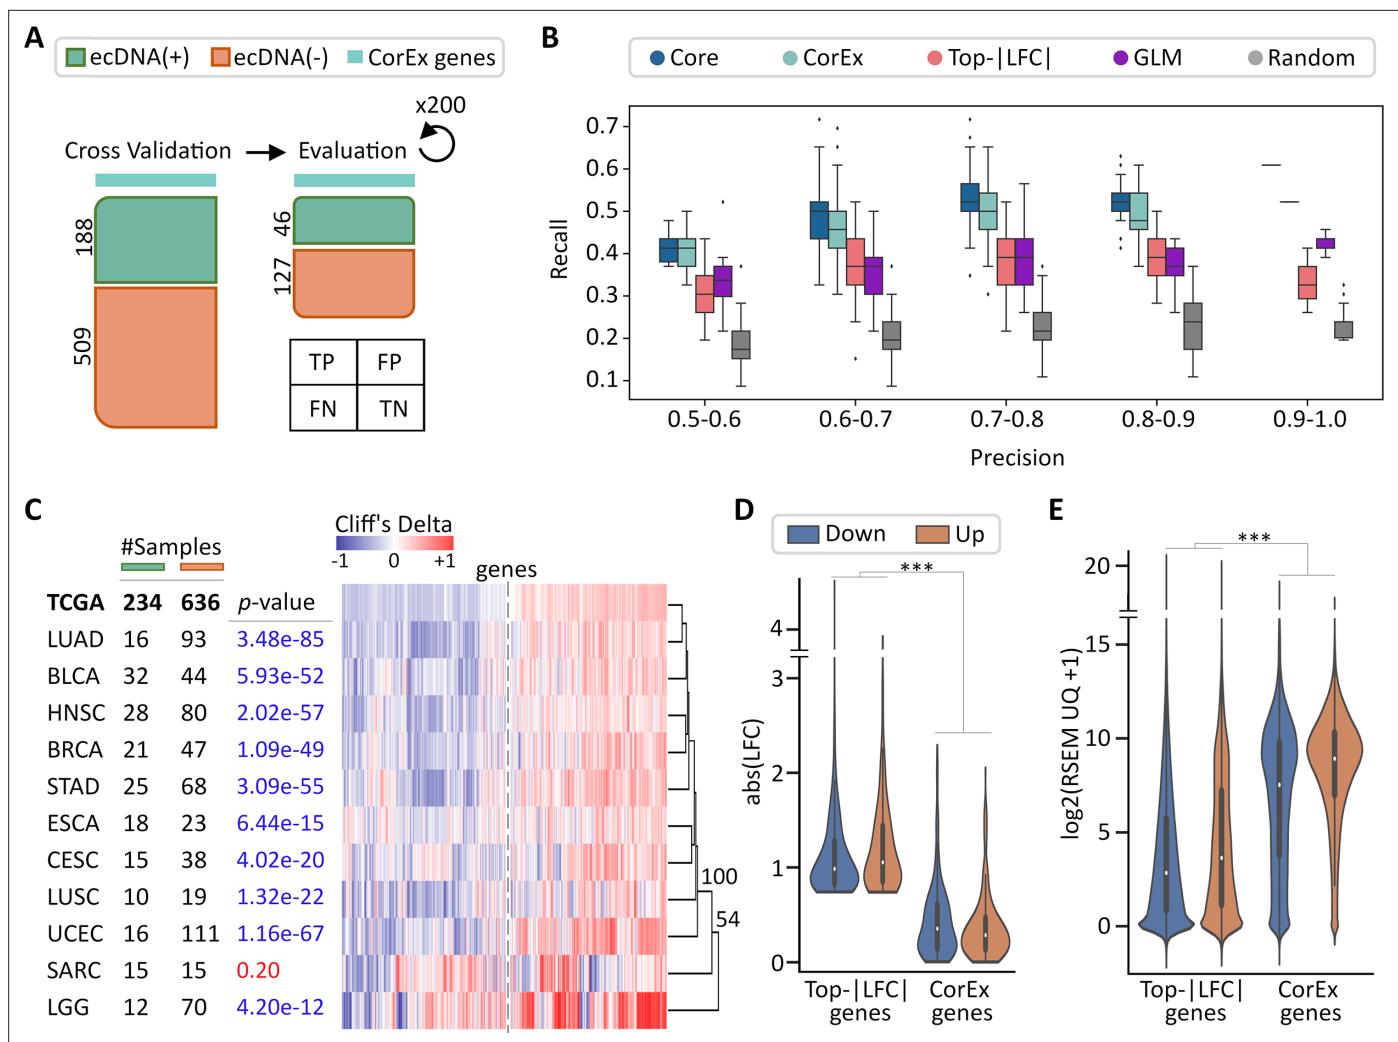 A
ecDNA(+) ecDNA(-) CorEx genes
x200
Cross Validation Evaluation
188
509
46
127
TP FP
FN TN
B
Core CorEx Top-|LFC| GLM Random
Recall
0.7
0.6
0.5
0.4
0.3
0.2
0.1
0.5-0.6 0.6-0.7 0.7-0.8 0.8-0.9 0.9-1.0
Precision
C
Cliff's Delta
-1 0 +1
genes
#Samples
TCGA 234 636 p-value
LUAD 16 93 3.48e-85
BLCA 32 44 5.93e-52
HNSC 28 80 2.02e-57
BRCA 21 47 1.09e-49
STAD 25 68 3.09e-55
ESCA 18 23 6.44e-15
CESC 15 38 4.02e-20
LUSC 10 19 1.32e-22
UCEC 16 111 1.16e-67
SARC 15 15 0.20
LGG 12 70 4.20e-12
100
54
D
Down Up
***
abs(LFC)
4
3
2
1
0
Top-|LFC| genes
CorEx genes
E
***
log2(RSEM UQ +1)
20
15
10
5
0
Top-|LFC| genes
CorEx genes